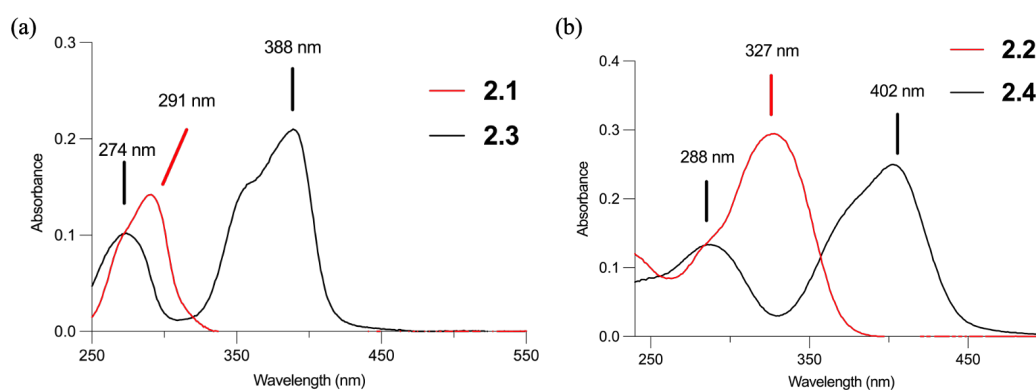 (a)
0.3
0.2
0.1
0.0
Absorbance
388 nm
291 nm
274 nm
2.1
2.3
250
350
450
550
Wavelength (nm)
(b)
0.4
0.3
0.2
0.1
0.0
Absorbance
327 nm
402 nm
288 nm
2.2
2.4
250
350
450
Wavelength (nm)